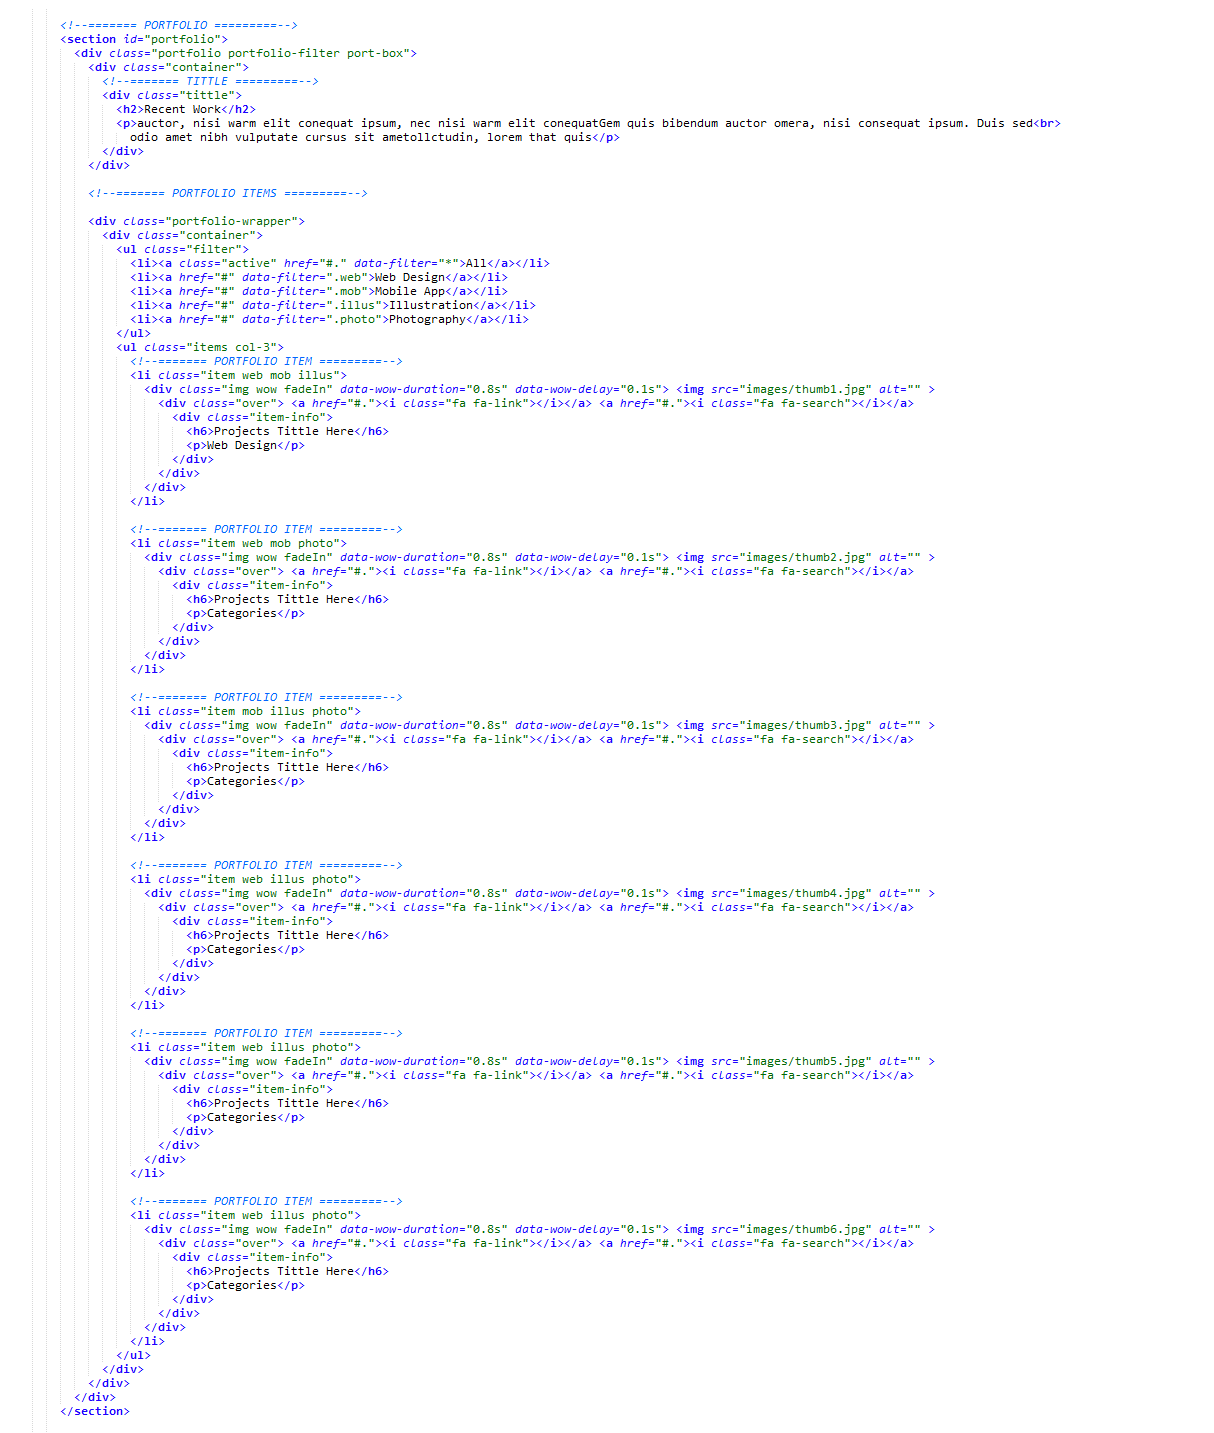 <!--======= PORTFOLIO =========-->
<section id="portfolio">
<div class="portfolio portfolio-filter port-box">
<div class="container">
<!--======= TITTLE =========-->
<div class="tittle">
<h2>Recent Work</h2>
<p>auctor, nisi warm elit conequat ipsum, nec nisi warm elit conequatGem quis bibendum auctor omera, nisi consequat ipsum. Duis sed<br>
odio amet nibh vulputate cursus sit ametollctudin, lorem that quis</p>
</div>
</div>
<!--======= PORTFOLIO ITEMS =========-->
<div class="portfolio-wrapper">
<div class="container">
<ul class="filter">
<li><a class="active" href="#." data-filter="*">All</a></li>
<li><a href="#" data-filter=".web">Web Design</a></li>
<li><a href="#" data-filter=".mob">Mobile App</a></li>
<li><a href="#" data-filter=".illus">Illustration</a></li>
<li><a href="#" data-filter=".photo">Photography</a></li>
</ul>
<ul class="items col-3">
<!--======= PORTFOLIO ITEM =========-->
<li class="item web mob illus">
<div class="img wow fadeIn" data-wow-duration="0.8s" data-wow-delay="0.1s"> <img src="images/thumb1.jpg" alt="" >
<div class="over"> <a href="#."><i class="fa fa-link"></i></a> <a href="#."><i class="fa fa-search"></i></a>
<div class="item-info">
<h6>Projects Tittle Here</h6>
<p>Web Design</p>
</div>
</div>
</div>
</li>
<!--======= PORTFOLIO ITEM =========-->
<li class="item web mob photo">
<div class="img wow fadeIn" data-wow-duration="0.8s" data-wow-delay="0.1s"> <img src="images/thumb2.jpg" alt="" >
<div class="over"> <a href="#."><i class="fa fa-link"></i></a> <a href="#."><i class="fa fa-search"></i></a>
<div class="item-info">
<h6>Projects Tittle Here</h6>
<p>Categories</p>
</div>
</div>
</div>
</li>
<!--======= PORTFOLIO ITEM =========-->
<li class="item mob illus photo">
<div class="img wow fadeIn" data-wow-duration="0.8s" data-wow-delay="0.1s"> <img src="images/thumb3.jpg" alt="" >
<div class="over"> <a href="#."><i class="fa fa-link"></i></a> <a href="#."><i class="fa fa-search"></i></a>
<div class="item-info">
<h6>Projects Tittle Here</h6>
<p>Categories</p>
</div>
</div>
</div>
</li>
<!--======= PORTFOLIO ITEM =========-->
<li class="item web illus photo">
<div class="img wow fadeIn" data-wow-duration="0.8s" data-wow-delay="0.1s"> <img src="images/thumb4.jpg" alt="" >
<div class="over"> <a href="#."><i class="fa fa-link"></i></a> <a href="#."><i class="fa fa-search"></i></a>
<div class="item-info">
<h6>Projects Tittle Here</h6>
<p>Categories</p>
</div>
</div>
</div>
</li>
<!--======= PORTFOLIO ITEM =========-->
<li class="item web illus photo">
<div class="img wow fadeIn" data-wow-duration="0.8s" data-wow-delay="0.1s"> <img src="images/thumb5.jpg" alt="" >
<div class="over"> <a href="#."><i class="fa fa-link"></i></a> <a href="#."><i class="fa fa-search"></i></a>
<div class="item-info">
<h6>Projects Tittle Here</h6>
<p>Categories</p>
</div>
</div>
</div>
</li>
<!--======= PORTFOLIO ITEM =========-->
<li class="item web illus photo">
<div class="img wow fadeIn" data-wow-duration="0.8s" data-wow-delay="0.1s"> <img src="images/thumb6.jpg" alt="" >
<div class="over"> <a href="#."><i class="fa fa-link"></i></a> <a href="#."><i class="fa fa-search"></i></a>
<div class="item-info">
<h6>Projects Tittle Here</h6>
<p>Categories</p>
</div>
</div>
</div>
</li>
</ul>
</div>
</div>
</div>
</section>